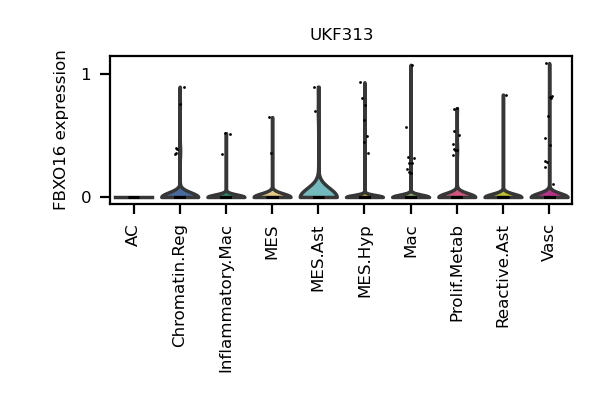 UKF313
FBXO16 expression
1
0
AC
Chromatin.Reg
Inflammatory.Mac
MES
MES.Ast
MES.Hyp
Mac
Prolif.Metab
Reactive.Ast
Vasc